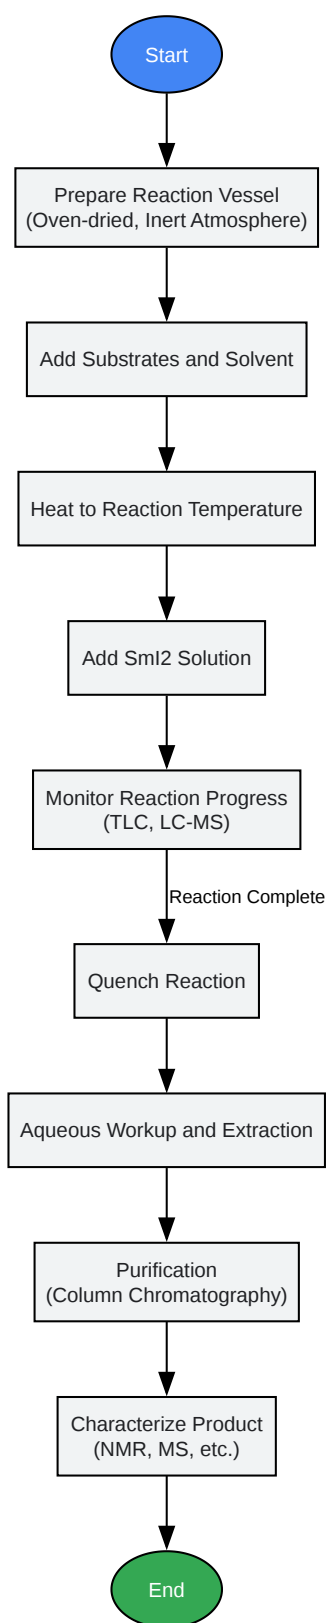 Start
Prepare Reaction Vessel
(Oven-dried, Inert Atmosphere)
Add Substrates and Solvent
Heat to Reaction Temperature
Add SmI2 Solution
Monitor Reaction Progress
(TLC, LC-MS)
Reaction Complete
Quench Reaction
Aqueous Workup and Extraction
Purification
(Column Chromatography)
Characterize Product
(NMR, MS, etc.)
End